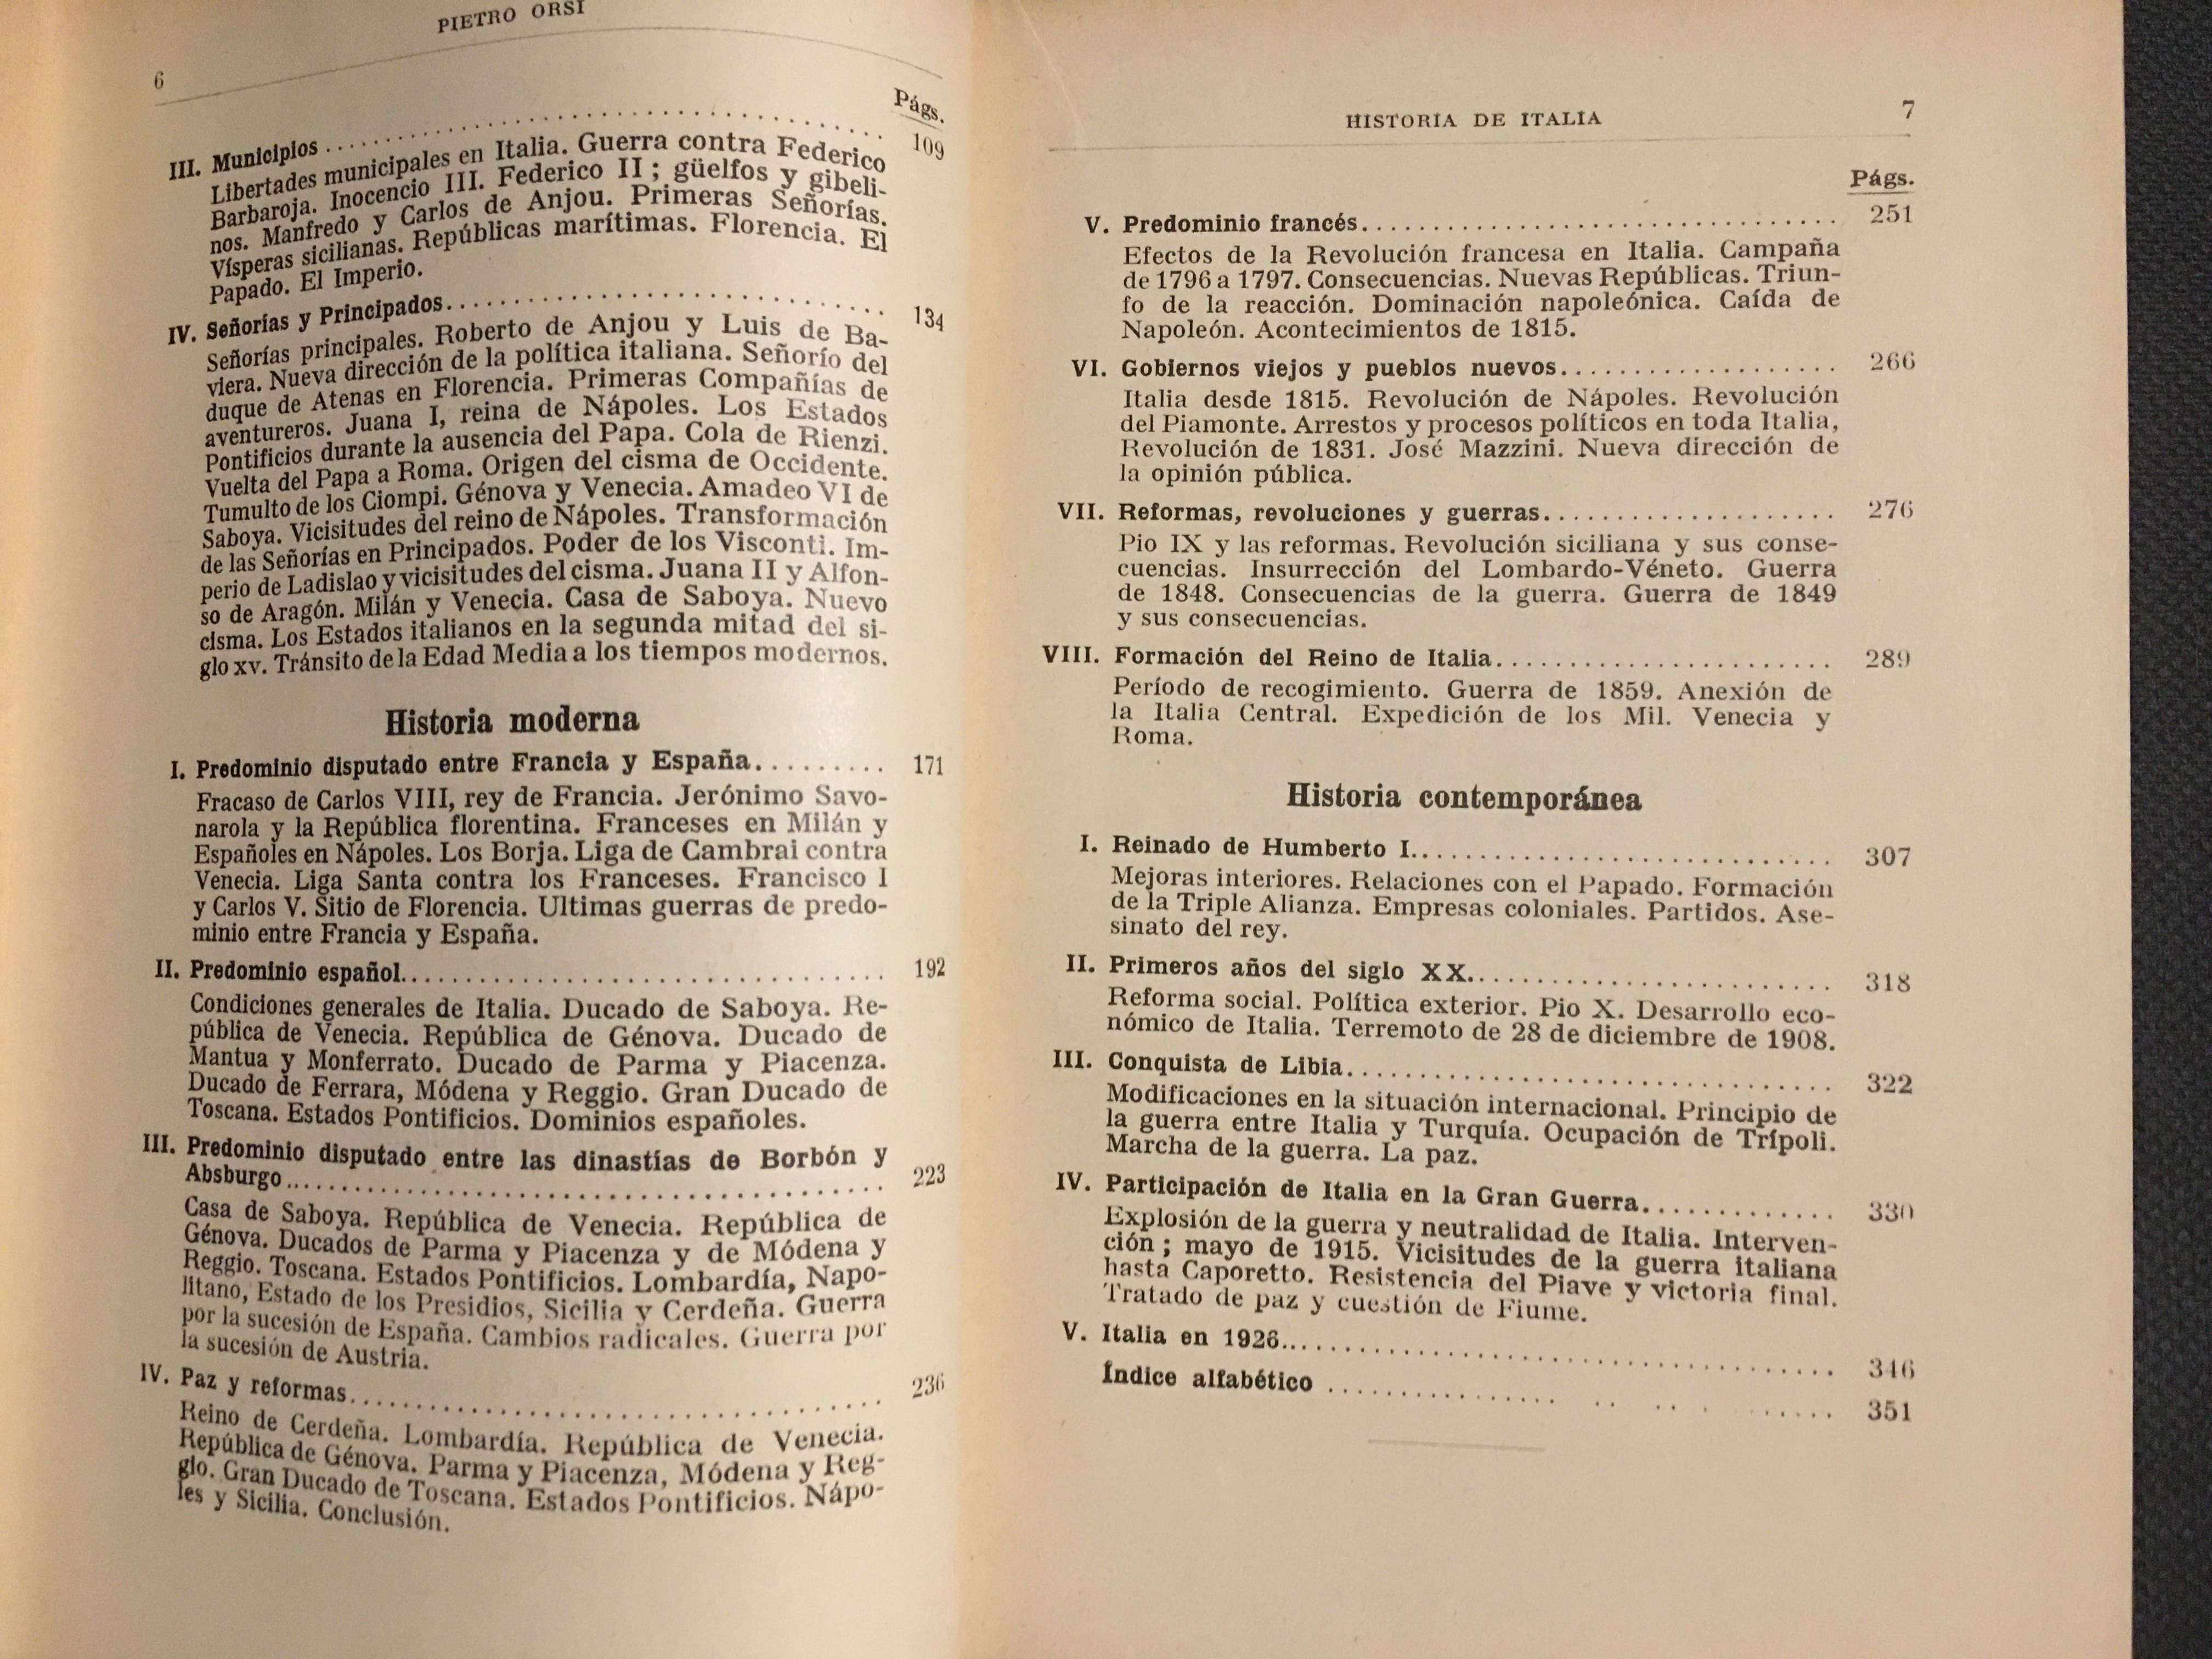 6
PIETRO ORSI
Págs.
III. Municipios . . . . . . . . . . . . . . . . . . . . . . . . . . . . . . 109
Libertades municipales en Italia. Guerra contra Federico
Barbaroja. Inocencio III. Federico II ; güelfos y gibeli-
nos. Manfredo y Carlos de Anjou. Primeras Señorías.
Vísperas sicilianas. Repúblicas marítimas. Florencia. El
Papado. El Imperio.
IV. Señorías y Principados. . . . . . . . . . . . . . . . . . . . . . . 134
Señorías principales. Roberto de Anjou y Luis de Ba-
viera. Nueva dirección de la política italiana. Señorío del
duque de Atenas en Florencia. Primeras Compañías de
aventureros. Juana I, reina de Nápoles. Los Estados
Pontificios durante la ausencia del Papa. Cola de Rienzi.
Vuelta del Papa a Roma. Origen del cisma de Occidente.
Tumulto de los Ciompi. Génova y Venecia. Amadeo VI de
Saboya. Vicisitudes del reino de Nápoles. Transformación
de las Señorías en Principados. Poder de los Visconti. Im-
perio de Ladislao y vicisitudes del cisma. Juana II y Alfon-
so de Aragón. Milán y Venecia. Casa de Saboya. Nuevo
cisma. Los Estados italianos en la segunda mitad del si-
glo XV. Tránsito de la Edad Media a los tiempos modernos.
Historia moderna
I. Predominio disputado entre Francia y España. . . . . . . . . 171
Fracaso de Carlos VIII, rey de Francia. Jerónimo Savo-
narola y la República florentina. Franceses en Milán y
Españoles en Nápoles. Los Borja. Liga de Cambrai contra
Venecia. Liga Santa contra los Franceses. Francisco I
y Carlos V. Sitio de Florencia. Ultimas guerras de predo-
minio entre Francia y España.
II. Predominio español. . . . . . . . . . . . . . . . . . . . . . . . . . 192
Condiciones generales de Italia. Ducado de Saboya. Re-
pública de Venecia. República de Génova. Ducado de
Mantua y Monferrato. Ducado de Parma y Piacenza.
Ducado de Ferrara, Módena y Reggio. Gran Ducado de
Toscana. Estados Pontificios. Dominios españoles.
III. Predominio disputado entre las dinastías de Borbón y
Absburgo . . . . . . . . . . . . . . . . . . . . . . . . . . . . . . . . 223
Casa de Saboya. República de Venecia. República de
Génova. Ducados de Parma y Piacenza y de Módena y
Reggio. Toscana. Estados Pontificios. Lombardía, Napo-
litano, Estado de los Presidios, Sicilia y Cerdeña. Guerra
por la sucesión de España. Cambios radicales. Guerra por
la sucesión de Austria.
IV. Paz y reformas. . . . . . . . . . . . . . . . . . . . . . . . . . . . . 236
Reino de Cerdeña. Lombardía. República de Venecia.
República de Génova. Parma y Piacenza, Módena y Reg-
gio. Gran Ducado de Toscana. Estados Pontificios. Nápo-
les y Sicilia. Conclusión.
HISTORIA DE ITALIA
7
Págs.
V. Predominio francés. . . . . . . . . . . . . . . . . . . . . . . . . . 251
Efectos de la Revolución francesa en Italia. Campaña
de 1796 a 1797. Consecuencias. Nuevas Repúblicas. Triun-
fo de la reacción. Dominación napoleónica. Caída de
Napoleón. Acontecimientos de 1815.
VI. Gobiernos viejos y pueblos nuevos. . . . . . . . . . . . . . . . 266
Italia desde 1815. Revolución de Nápoles. Revolución
del Piamonte. Arrestos y procesos políticos en toda Italia,
Revolución de 1831. José Mazzini. Nueva dirección de
la opinión pública.
VII. Reformas, revoluciones y guerras. . . . . . . . . . . . . . . . . 276
Pio IX y las reformas. Revolución siciliana y sus conse-
cuencias. Insurrección del Lombardo-Véneto. Guerra
de 1848. Consecuencias de la guerra. Guerra de 1849
y sus consecuencias.
VIII. Formación del Reino de Italia. . . . . . . . . . . . . . . . . . . 289
Período de recogimiento. Guerra de 1859. Anexión de
la Italia Central. Expedición de los Mil. Venecia y
Roma.
Historia contemporánea
I. Reinado de Humberto I. . . . . . . . . . . . . . . . . . . . . . . . 307
Mejoras interiores. Relaciones con el Papado. Formación
de la Triple Alianza. Empresas coloniales. Partidos. Ase-
sinato del rey.
II. Primeros años del siglo XX. . . . . . . . . . . . . . . . . . . . . 318
Reforma social. Política exterior. Pio X. Desarrollo eco-
nómico de Italia. Terremoto de 28 de diciembre de 1908.
III. Conquista de Libia. . . . . . . . . . . . . . . . . . . . . . . . . . . 322
Modificaciones en la situación internacional. Principio de
la guerra entre Italia y Turquía. Ocupación de Trípoli.
Marcha de la guerra. La paz.
IV. Participación de Italia en la Gran Guerra. . . . . . . . . . . . 330
Explosión de la guerra y neutralidad de Italia. Interven-
ción ; mayo de 1915. Vicisitudes de la guerra italiana
hasta Caporetto. Resistencia del Piave y victoria final.
Tratado de paz y cuestión de Fiume.
V. Italia en 1926. . . . . . . . . . . . . . . . . . . . . . . . . . . . . . 346
Índice alfabético . . . . . . . . . . . . . . . . . . . . . . . 351